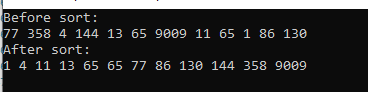 Before sort:
77 358 4 144 13 65 9009 11 65 1 86 130
After sort:
1 4 11 13 65 65 77 86 130 144 358 9009